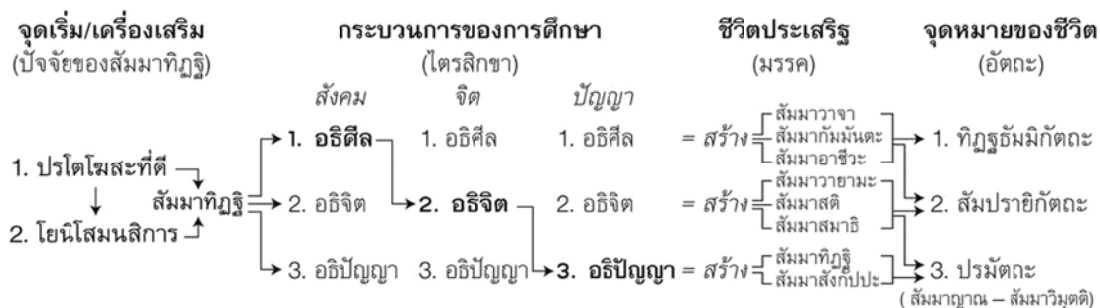 จุดเริ่ม/เครื่องเสริม กระบวนการของการศึกษา ชีวิตประเสริฐ จุดหมายของชีวิต
(ปัจจัยของสัมมาทิฏฐิ) (ไตรสิกขา) (มรรค) (อัตถะ)
สังคม จิต ปัญญา
สัมมาวาจา
1. อธิศีล 1. อธิศีล 1. อธิศีล = สร้าง สัมมากัมมันตะ 1. ทิฏฐธัมมิกัตถะ
สัมมาอาชีวะ
1. ปรโตโฆสะที่ดี
สัมมาวายามะ
สัมมาทิฏฐิ 2. อธิจิต 2. อธิจิต 2. อธิจิต = สร้าง สัมมาสติ 2. สัมปรายิกัตถะ
สัมมาสมาธิ
2. โยนิโสมนสิการ
สัมมาทิฏฐิ
3. อธิปัญญา 3. อธิปัญญา 3. อธิปัญญา = สร้าง 3. ปรมัตถะ
สัมมาสังกัปปะ
( สัมมาญาณ – สัมมาวิมุตติ)